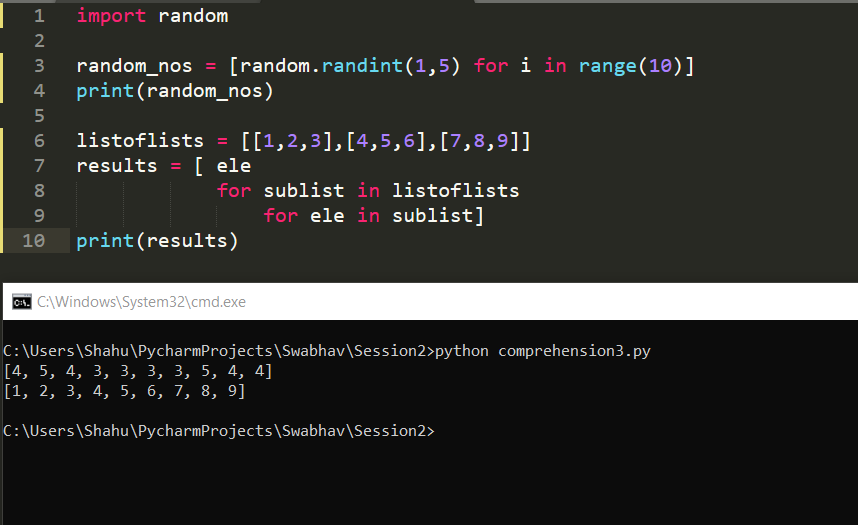 1 import random
2
3 random_nos = [random.randint(1,5) for i in range(10)]
4 print(random_nos)
5
6 listoflists = [[1,2,3],[4,5,6],[7,8,9]]
7 results = [ ele
8             for sublist in listoflists
9                 for ele in sublist]
10 print(results)
C:\Windows\System32\cmd.exe
C:\Users\Shahu\PycharmProjects\Swabhav\Session2>python comprehension3.py
[4, 5, 4, 3, 3, 3, 3, 5, 4, 4]
[1, 2, 3, 4, 5, 6, 7, 8, 9]
C:\Users\Shahu\PycharmProjects\Swabhav\Session2>